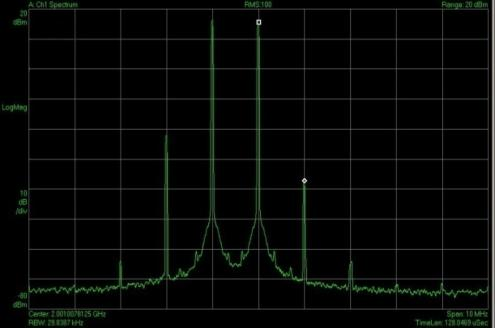 A: Ch1 Spectrum RMS:100 Range: 20 dBm
20
dBm
LogMag
10
dB
/div
-80
dBm
Center: 2.0010078125 GHz Span: 10 MHz
RBW: 29.8387 kHz TimeLen: 128.0469 uSec